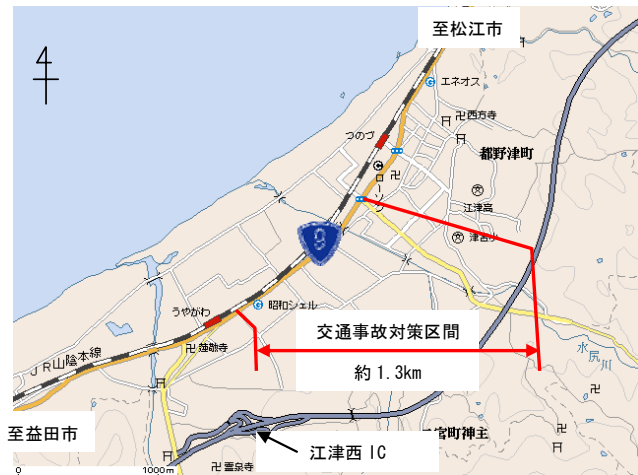 至松江市
エネオス
西方寺
つのづ
都野津町
ローソン
江津高
津宮小
9
うやがわ
昭和シェル
交通事故対策区間
約1.3km
水尻川
JR山陰本線
蓮敬寺
至益田市
二宮町神主
江津西IC
霊泉寺
0
1000m